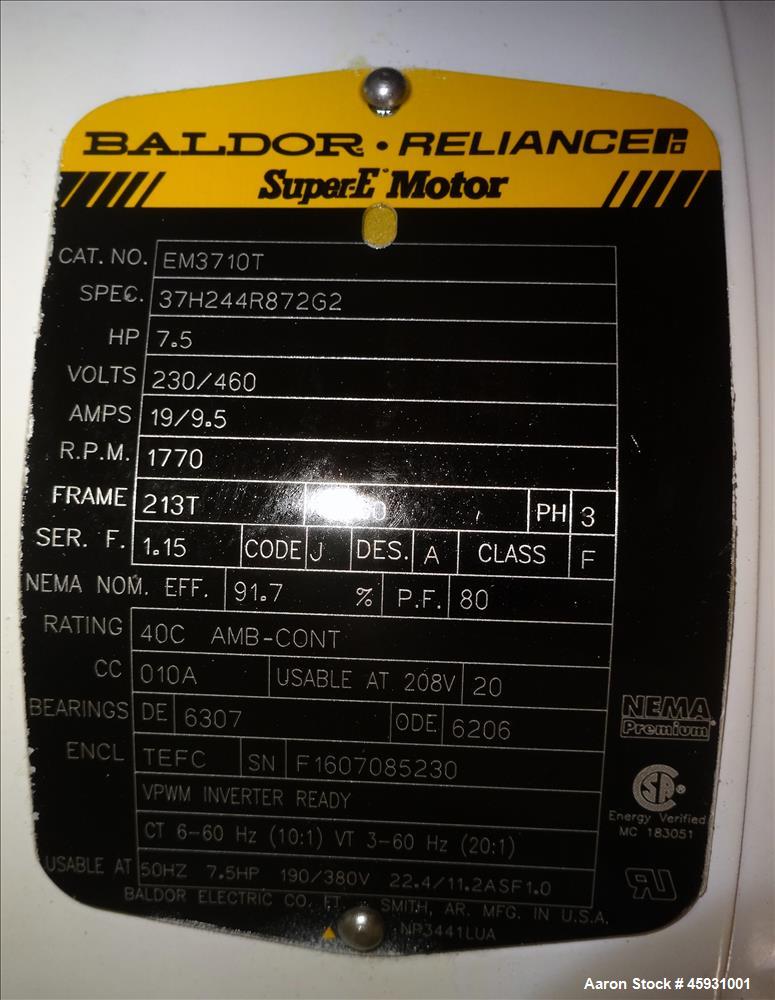 BALDOR • RELIANCE
Super-E Motor
CAT. NO. EM3710T
SPEC. 37H244R872G2
HP 7.5
VOLTS 230/460
AMPS 19/9.5
R.P.M. 1770
FRAME 213T PH 3
SER. F. 1.15 CODE J DES. A CLASS F
NEMA NOM. EFF. 91.7 % P.F. 80
RATING 40C AMB-CONT
CC 010A USABLE AT 208V 20
BEARINGS DE 6307 ODE 6206
ENCL TEFC SN F1607085230
VPWM INVERTER READY
CT 6-60 Hz (10:1) VT 3-60 Hz (20:1)
USABLE AT 50HZ 7.5HP 190/380V 22.4/11.2A SF1.0
BALDOR ELECTRIC CO. FT. SMITH, AR. MFG. IN U.S.A.
NP3441LUA
NEMA
Premium
SA
Energy Verified
MC 183051
Aaron Stock # 45931001